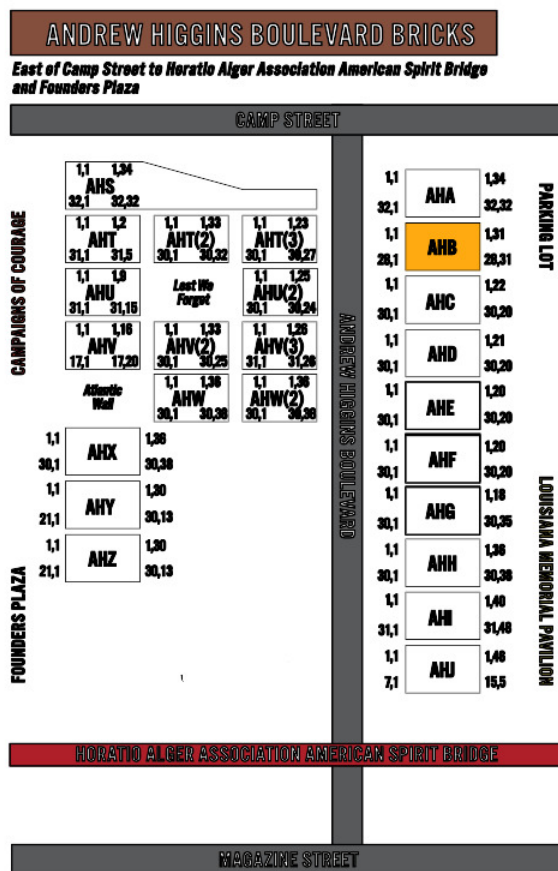 ANDREW HIGGINS BOULEVARD BRICKS
East of Camp Street to Horatio Alger Association American Spirit Bridge
and Founders Plaza
CAMP STREET
CAMPAIGNS OF COURAGE
1,1 1,34
AHS
32,1 32,32
1,1 1,2
AHT
31,1 31,5
1,1 1,33
AHT(2)
30,1 30,32
1,1 1,23
AHT(3)
30,1 30,27
1,1 1,9
AHU
31,1 31,15
Lest We
Forget
1,1 1,25
AHU(2)
30,1 30,24
1,1 1,16
AHV
17,1 17,20
1,1 1,33
AHV(2)
30,1 30,25
1,1 1,26
AHV(3)
31,1 31,26
Atlantic
Wall
1,1 1,36
AHW
30,1 30,38
1,1 1,36
AHW(2)
30,1 30,38
1,1 1,36
AHX
30,1 30,38
1,1 1,30
AHY
21,1 30,13
1,1 1,30
AHZ
21,1 30,13
FOUNDERS PLAZA
ANDREW HIGGINS BOULEVARD
1,1 1,34
AHA
32,1 32,32
1,1 1,31
AHB
28,1 28,31
1,1 1,22
AHC
30,1 30,20
1,1 1,21
AHD
30,1 30,20
1,1 1,20
AHE
30,1 30,20
1,1 1,20
AHF
30,1 30,20
1,1 1,18
AHG
30,1 30,35
1,1 1,36
AHH
30,1 30,38
1,1 1,40
AHI
31,1 31,48
1,1 1,48
AHJ
7,1 15,5
PARKING LOT
LOUISIANA MEMORIAL PAVILION
HORATIO ALGER ASSOCIATION AMERICAN SPIRIT BRIDGE
MAGAZINE STREET